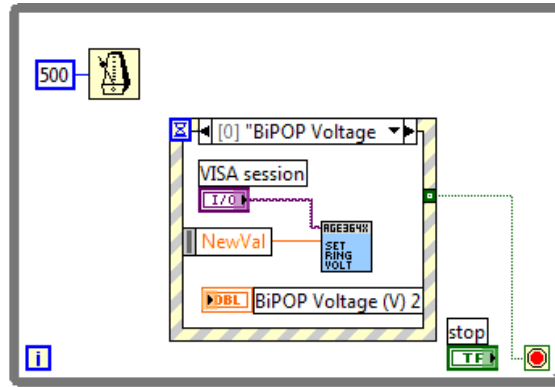 500
[0] "BiPOP Voltage
VISA session
I/O
AGE364X
NewVal
SET
RING
VOLT
DBL
BiPOP Voltage (V) 2
stop
TF
i